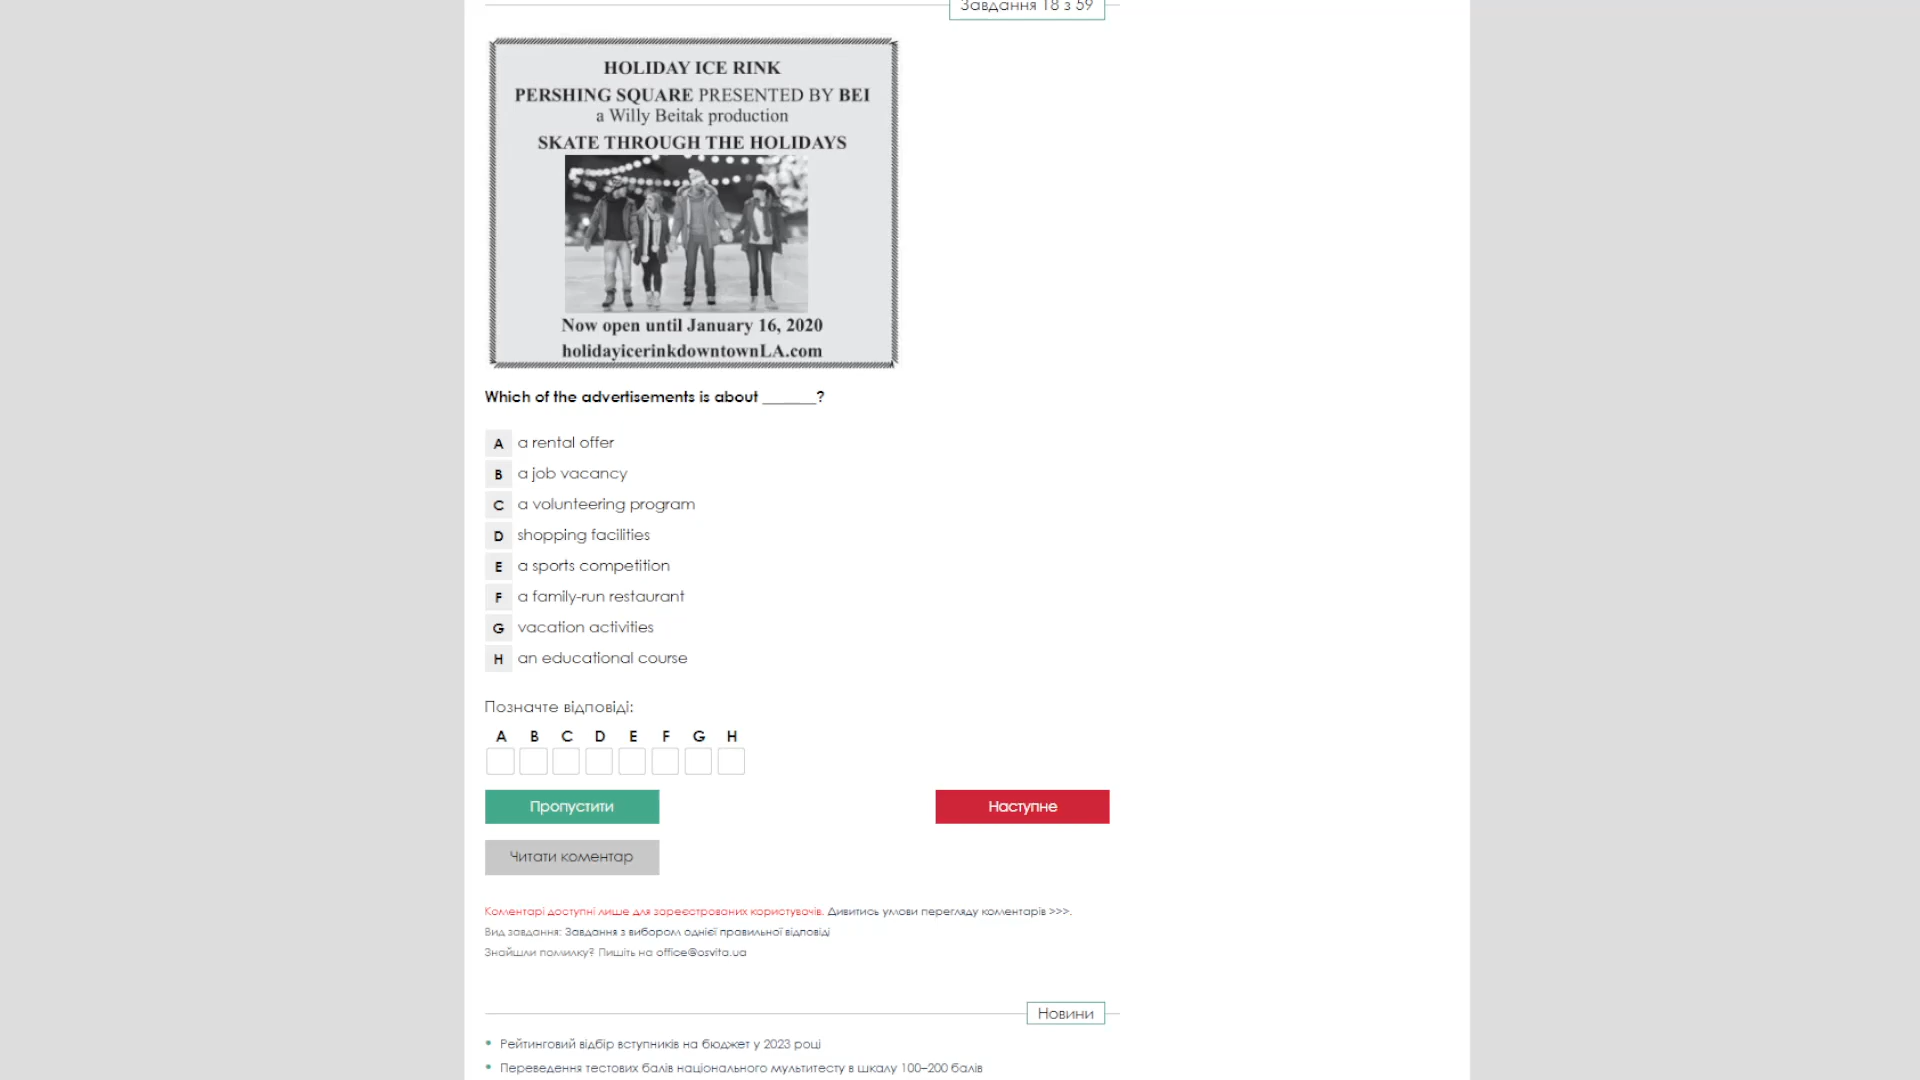 Завдання 18 з 59
HOLIDAY ICE RINK
PERSHING SQUARE PRESENTED BY BEI
a Willy Beitak production
SKATE THROUGH THE HOLIDAYS
Now open until January 16, 2020
holidayicerinkdowntownLA.com
Which of the advertisements is about _______?
A a rental offer
B a job vacancy
C a volunteering program
D shopping facilities
E a sports competition
F a family-run restaurant
G vacation activities
H an educational course
Позначте відповіді:
A B C D E F G H
Пропустити Наступне
Читати коментар
Коментарі доступні лише для зареєстрованих користувачів. Дивитись умови перегляду коментарів >>>.
Вид завдання: Завдання з вибором однієї правильної відповіді
Знайшли помилку? Пишіть на office@osvita.ua
Новини
• Рейтинговий відбір вступників на бюджет у 2023 році
• Переведення тестових балів національного мультитесту в шкалу 100–200 балів